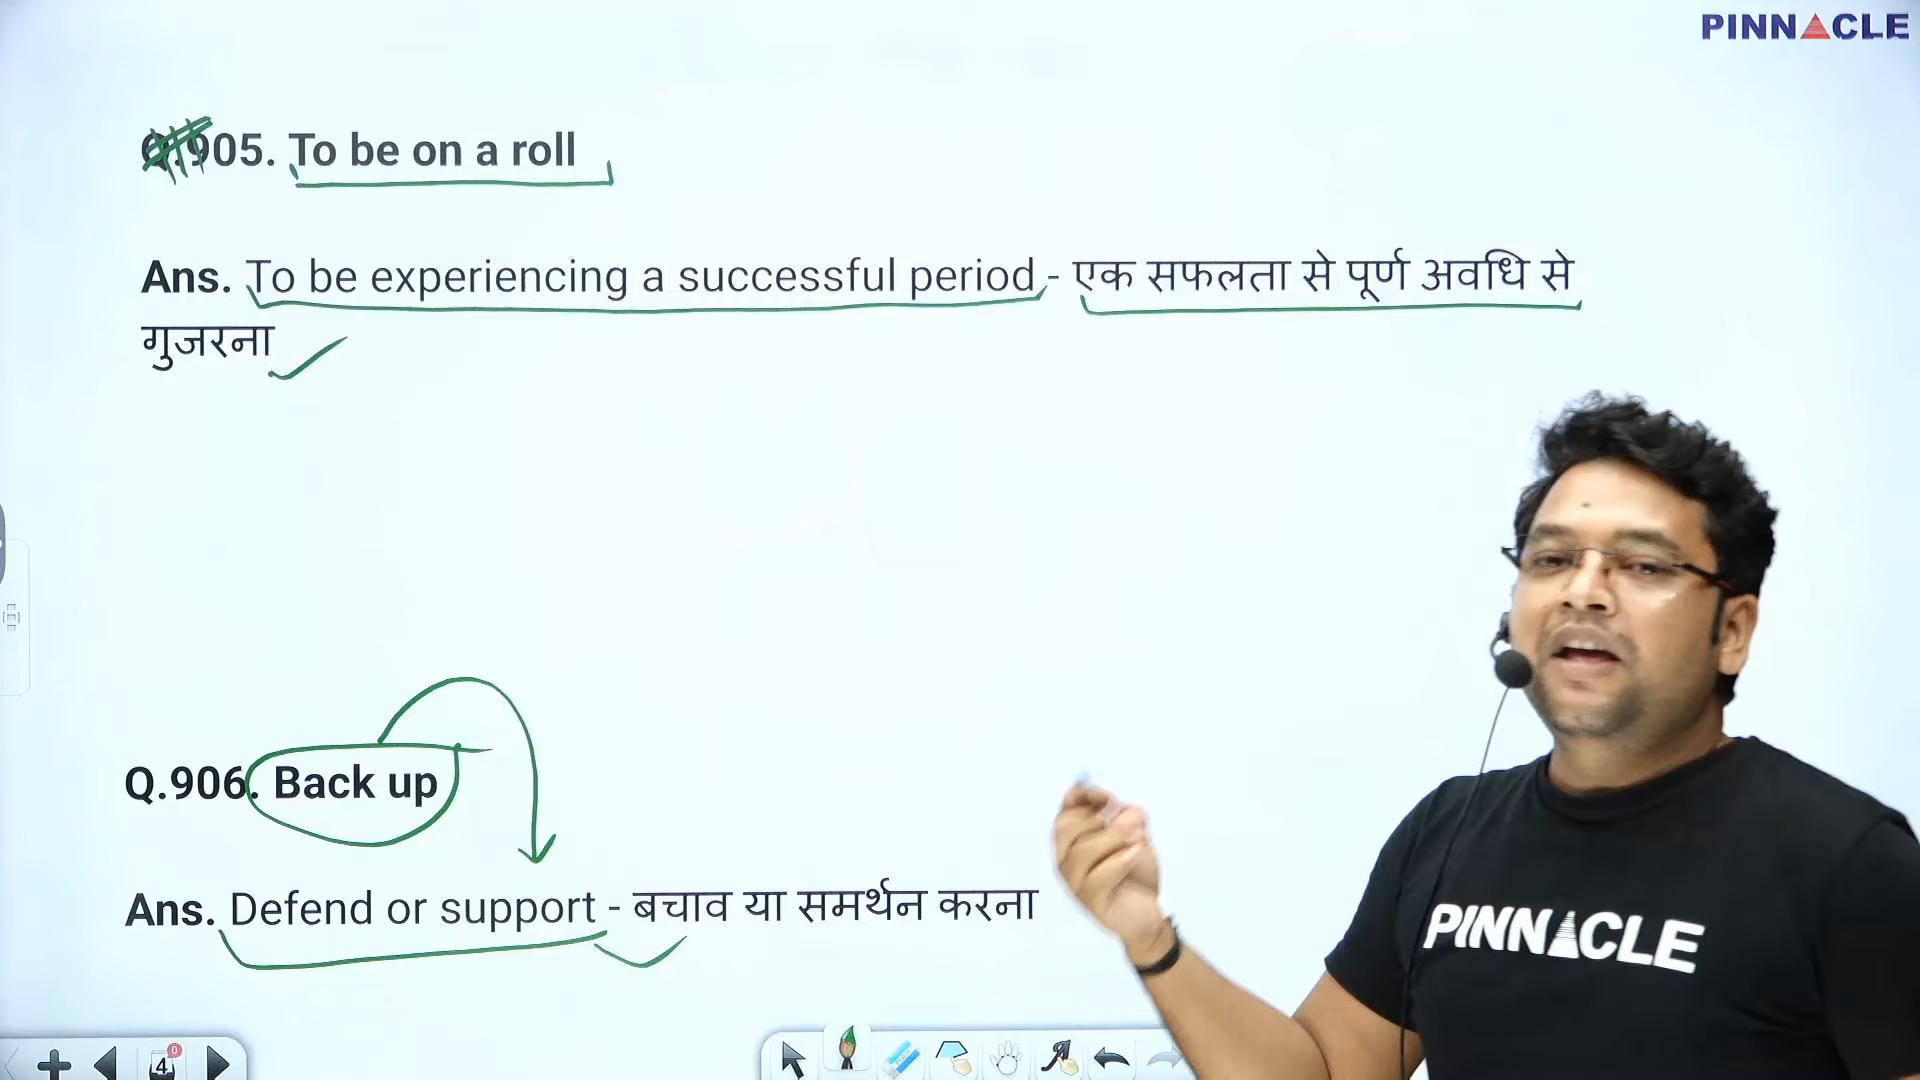 PINNACLE
Q.905. To be on a roll
Ans. To be experiencing a successful period - एक सफलता से पूर्ण अवधि से
गुजरना
Q.906. Back up
Ans. Defend or support - बचाव या समर्थन करना
PINNACLE
4
0